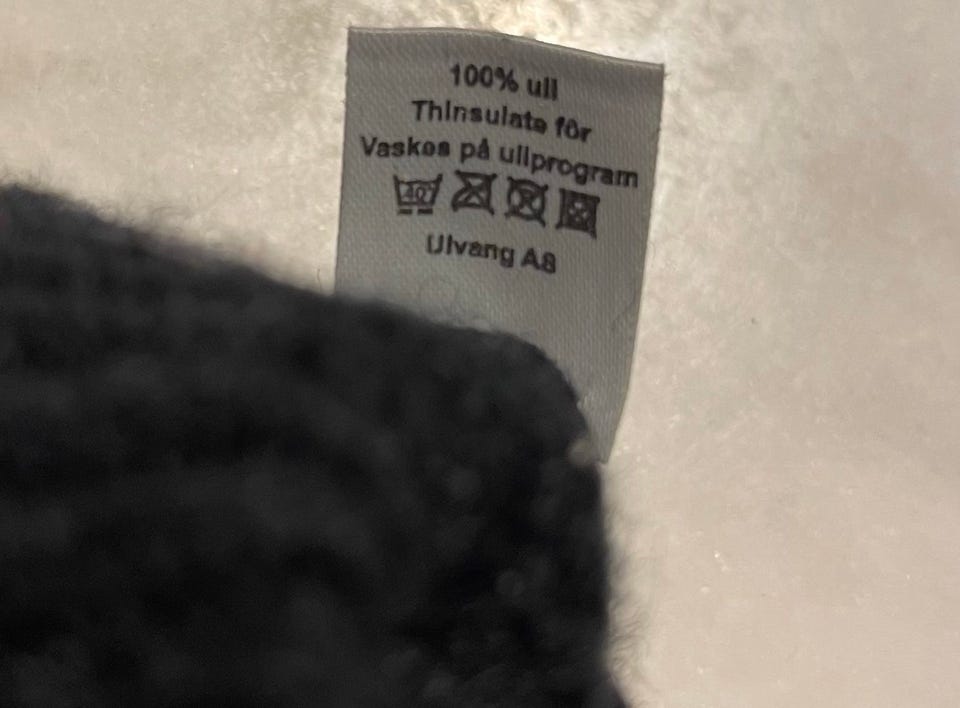 100% ull
Thinsulate fôr
Vaskes på ullprogram
40°
Ulvang AS